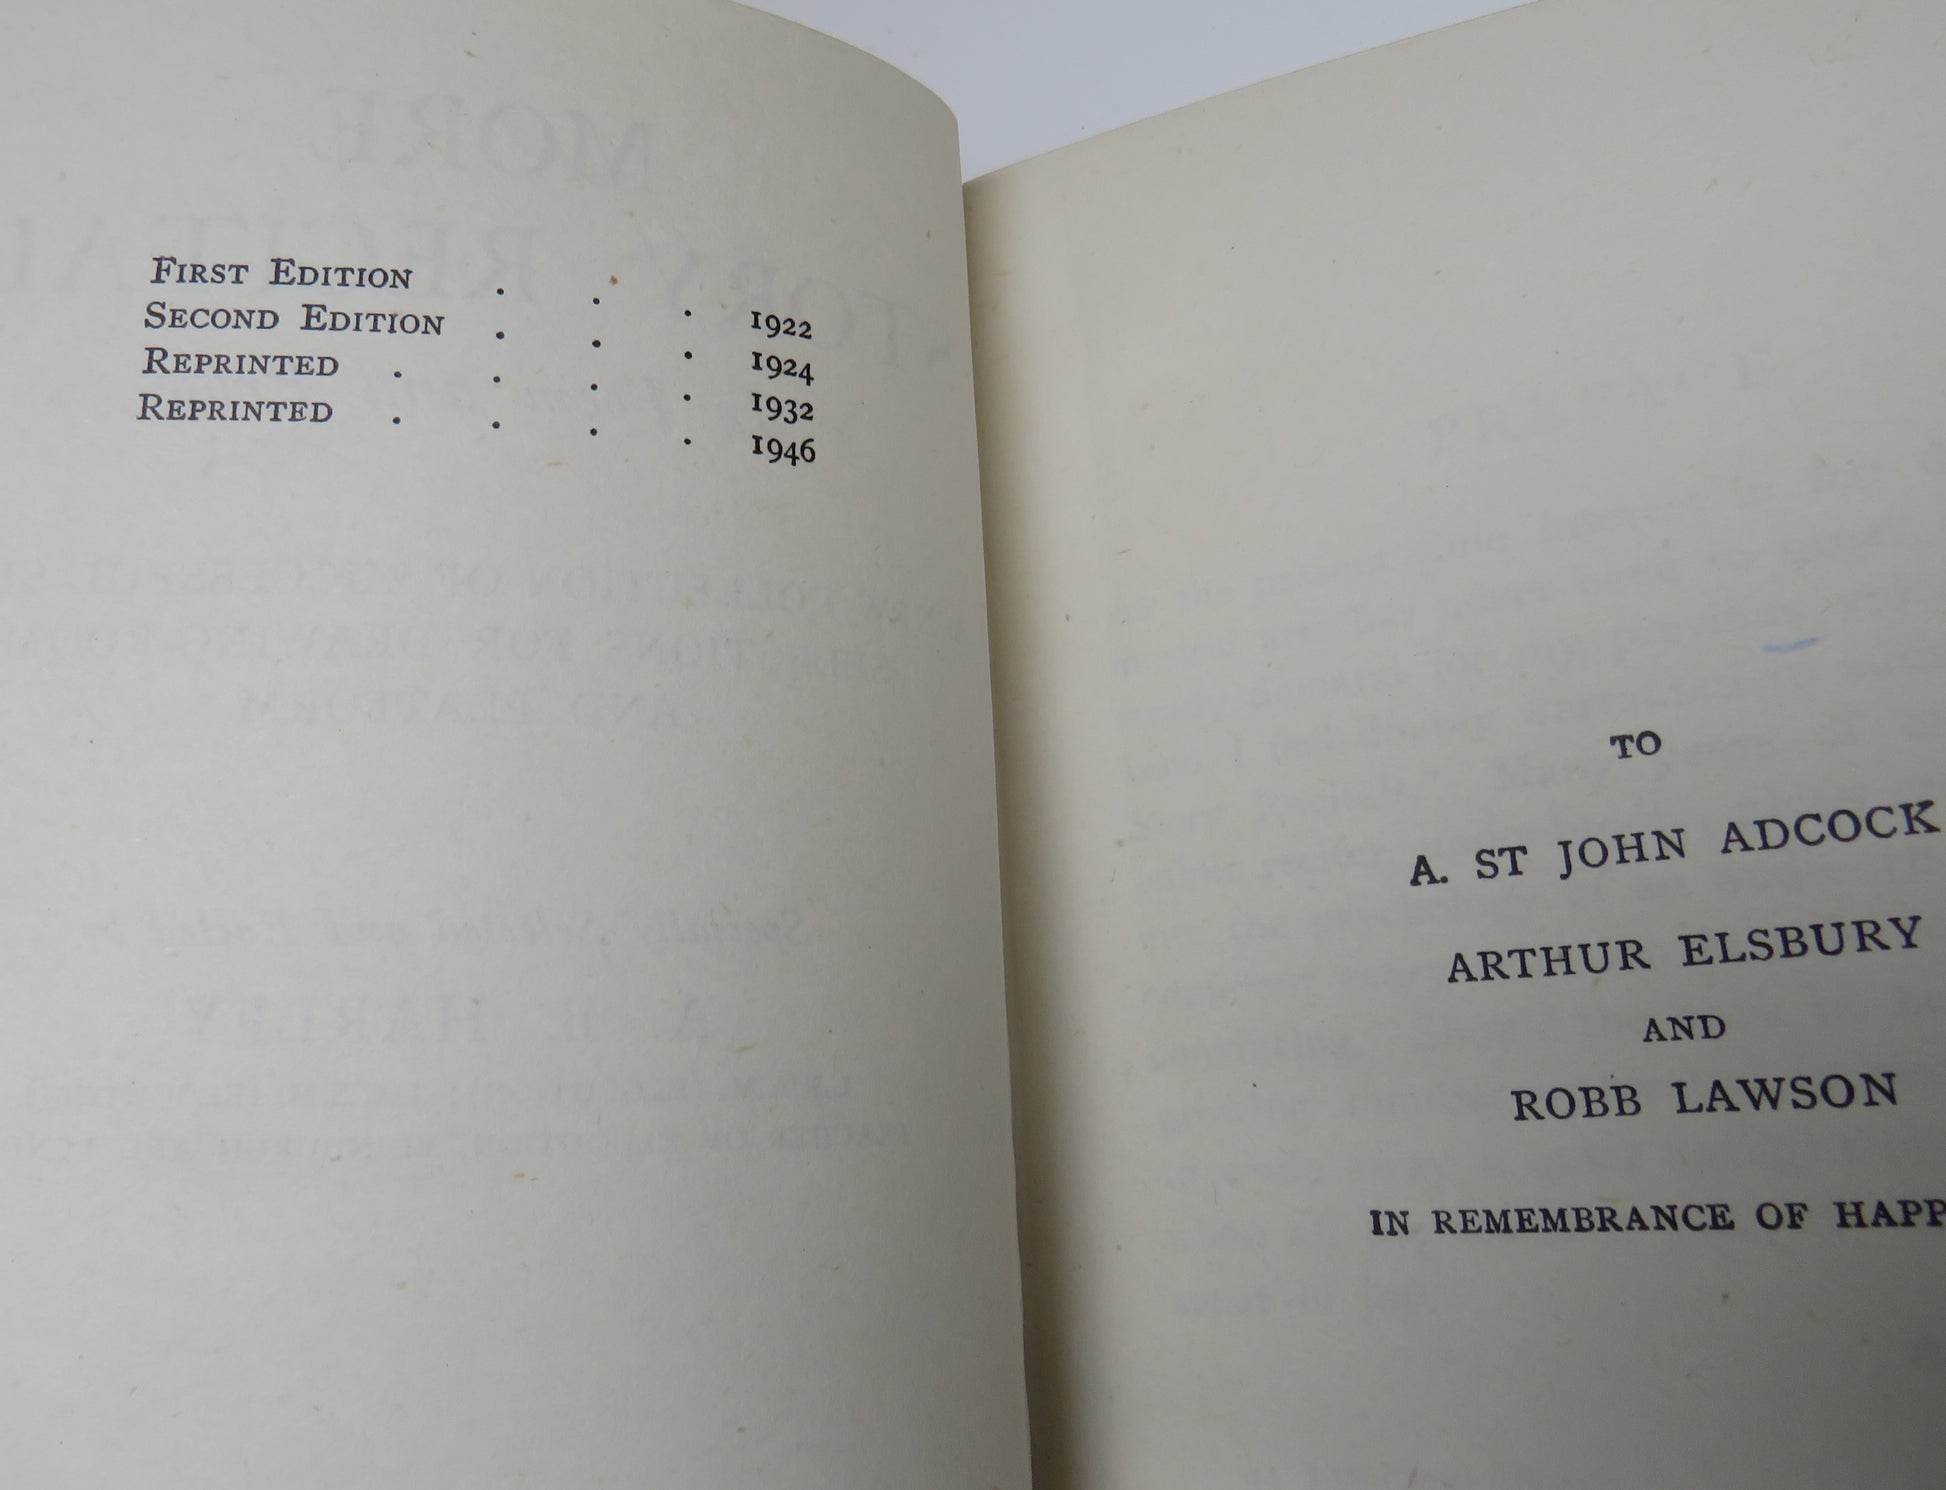 First Edition . . . 1922
Second Edition . . . 1924
Reprinted . . . . 1932
Reprinted . . . . 1946
TO
A. ST JOHN ADCOCK
ARTHUR ELSBURY
AND
ROBB LAWSON
IN REMEMBRANCE OF HAPP